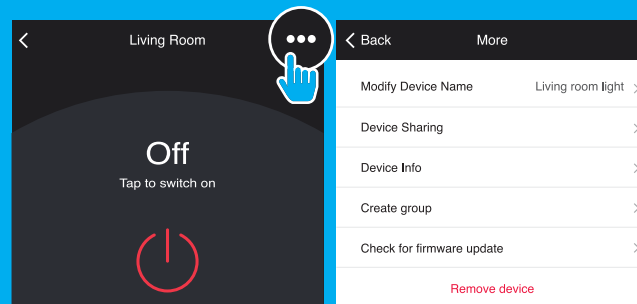 Living Room
Off
Tap to switch on
Back More
Modify Device Name Living room light
Device Sharing
Device Info
Create group
Check for firmware update
Remove device